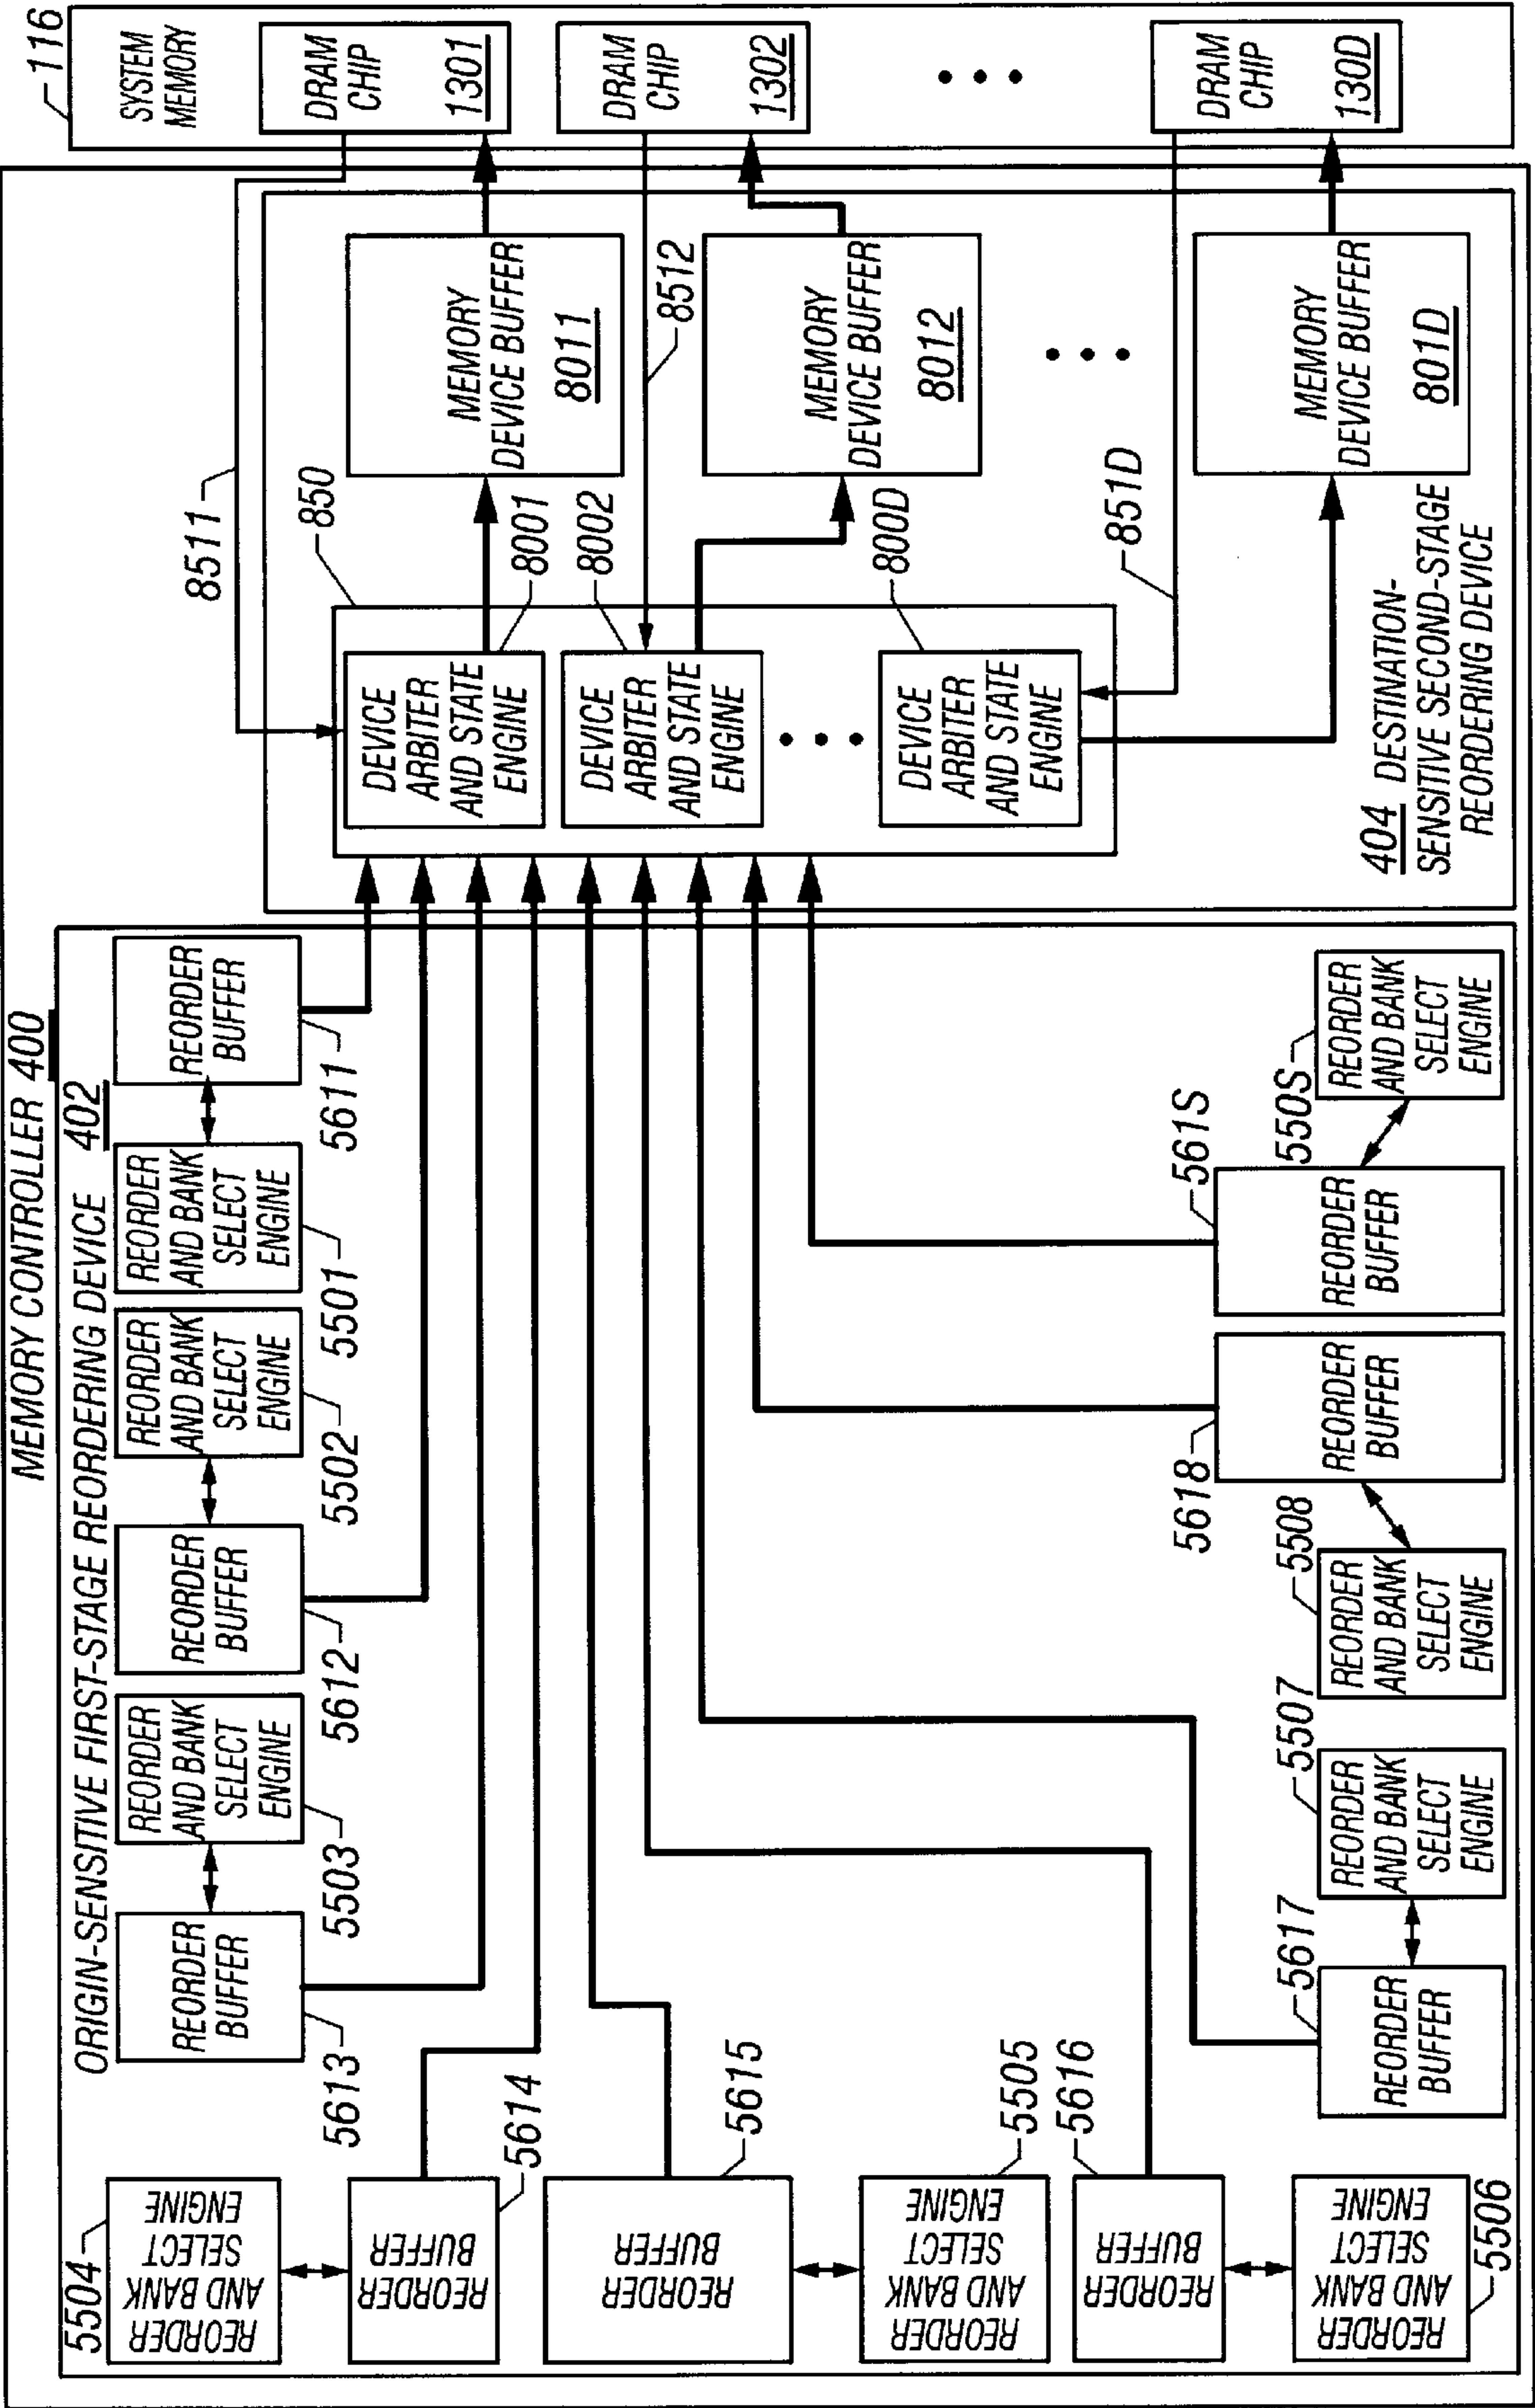 MEMORY CONTROLLER 400
ORIGIN-SENSITIVE FIRST-STAGE REORDERING DEVICE 402
5504
REORDER
AND BANK
SELECT
ENGINE
REORDER
BUFFER
5614
REORDER
BUFFER
5615
REORDER
AND BANK
SELECT
ENGINE
5505
REORDER
BUFFER
5616
REORDER
AND BANK
SELECT
ENGINE
5506
REORDER
BUFFER
5613
REORDER
AND BANK
SELECT
ENGINE
5503
REORDER
BUFFER
5612
REORDER
AND BANK
SELECT
ENGINE
5502
REORDER
AND BANK
SELECT
ENGINE
5501
REORDER
BUFFER
5611
5617
REORDER
BUFFER
5507
REORDER
AND BANK
SELECT
ENGINE
5508
REORDER
AND BANK
SELECT
ENGINE
5618
REORDER
BUFFER
561S
REORDER
BUFFER
550S
REORDER
AND BANK
SELECT
ENGINE
8511
850
DEVICE
ARBITER
AND STATE
ENGINE
8001
DEVICE
ARBITER
AND STATE
ENGINE
8002
DEVICE
ARBITER
AND STATE
ENGINE
800D
MEMORY
DEVICE BUFFER
8011
8512
MEMORY
DEVICE BUFFER
8012
851D
MEMORY
DEVICE BUFFER
801D
404 DESTINATION-
SENSITIVE SECOND-STAGE
REORDERING DEVICE
116
SYSTEM
MEMORY
DRAM
CHIP
1301
DRAM
CHIP
1302
DRAM
CHIP
130D